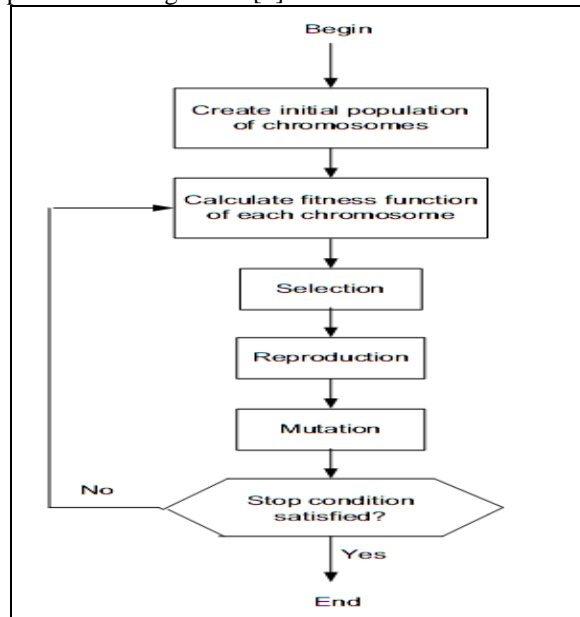 Begin
Create initial population
of chromosomes
Calculate fitness function
of each chromosome
Selection
Reproduction
Mutation
No
Stop condition
satisfied?
Yes
End